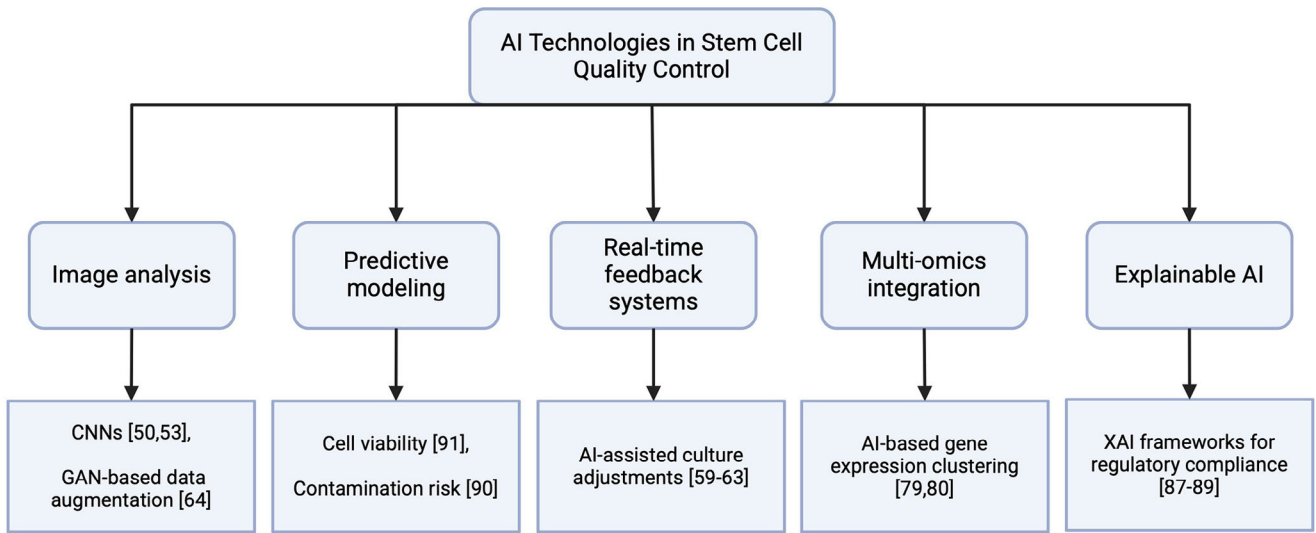 AI Technologies in Stem Cell
Quality Control
Image analysis
Predictive
modeling
Real-time
feedback
systems
Multi-omics
integration
Explainable AI
CNNs [50,53],
GAN-based data
augmentation [64]
Cell viability [91],
Contamination risk [90]
AI-assisted culture
adjustments [59-63]
AI-based gene
expression clustering
[79,80]
XAI frameworks for
regulatory compliance
[87-89]